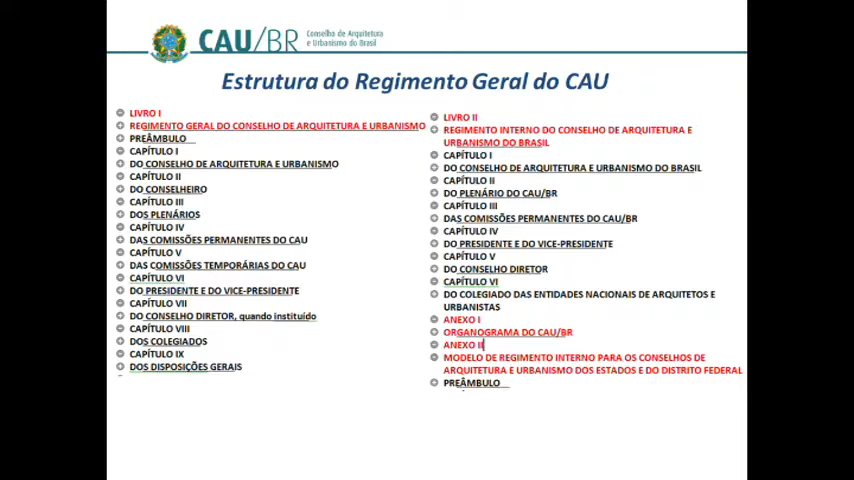 CAU/BR
Conselho de Arquitetura
e Urbanismo do Brasil
Estrutura do Regimento Geral do CAU
LIVRO I
REGIMENTO GERAL DO CONSELHO DE ARQUITETURA E URBANISMO
PREÂMBULO
CAPÍTULO I
DO CONSELHO DE ARQUITETURA E URBANISMO
CAPÍTULO II
DO CONSELHEIRO
CAPÍTULO III
DOS PLENÁRIOS
CAPÍTULO IV
DAS COMISSÕES PERMANENTES DO CAU
CAPÍTULO V
DAS COMISSÕES TEMPORÁRIAS DO CAU
CAPÍTULO VI
DO PRESIDENTE E DO VICE-PRESIDENTE
CAPÍTULO VII
DO CONSELHO DIRETOR, quando instituído
CAPÍTULO VIII
DOS COLEGIADOS
CAPÍTULO IX
DOS DISPOSIÇÕES GERAIS
LIVRO II
REGIMENTO INTERNO DO CONSELHO DE ARQUITETURA E
URBANISMO DO BRASIL
CAPÍTULO I
DO CONSELHO DE ARQUITETURA E URBANISMO DO BRASIL
CAPÍTULO II
DO PLENÁRIO DO CAU/BR
CAPÍTULO III
DAS COMISSÕES PERMANENTES DO CAU/BR
CAPÍTULO IV
DO PRESIDENTE E DO VICE-PRESIDENTE
CAPÍTULO V
DO CONSELHO DIRETOR
CAPÍTULO VI
DO COLEGIADO DAS ENTIDADES NACIONAIS DE ARQUITETOS E
URBANISTAS
ANEXO I
ORGANOGRAMA DO CAU/BR
ANEXO II
MODELO DE REGIMENTO INTERNO PARA OS CONSELHOS DE
ARQUITETURA E URBANISMO DOS ESTADOS E DO DISTRITO FEDERAL
PREÂMBULO